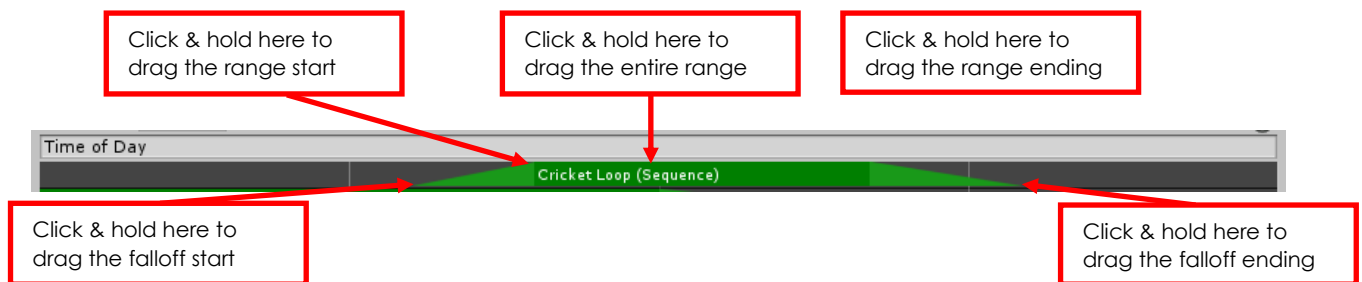 Click & hold here to
drag the range start
Click & hold here to
drag the entire range
Click & hold here to
drag the range ending
Time of Day
Cricket Loop (Sequence)
Click & hold here to
drag the falloff start
Click & hold here to
drag the falloff ending